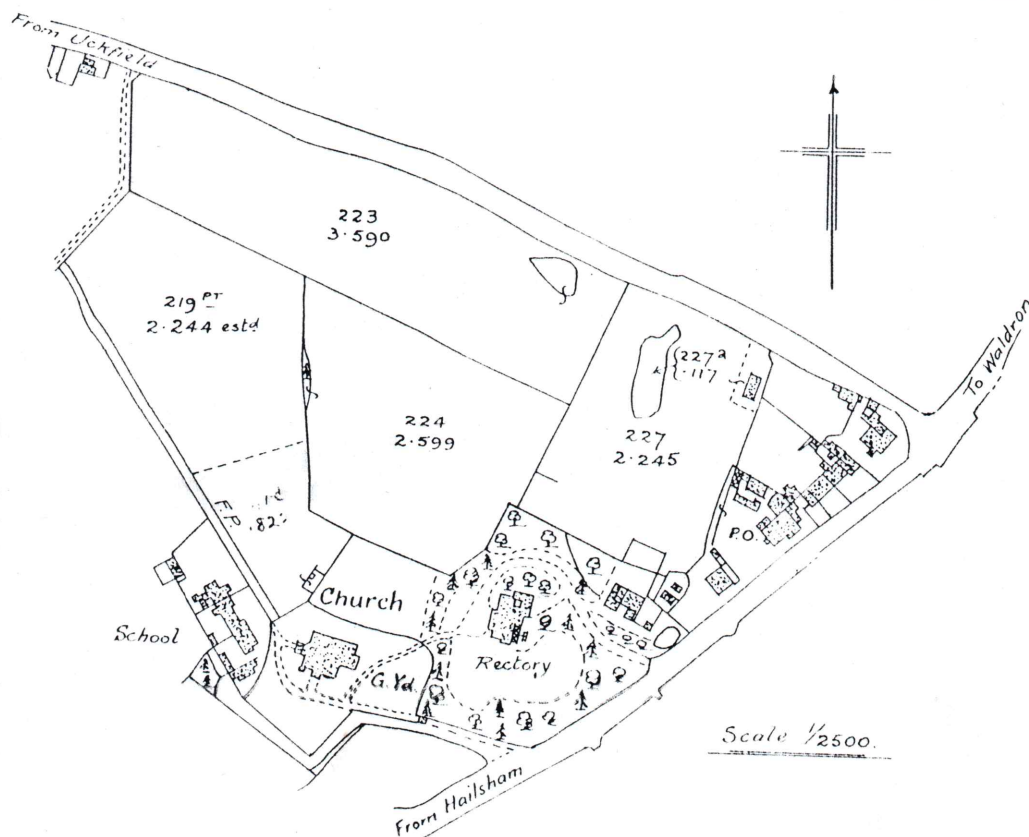 From Uckfield
223
3·590
219 PT
2·244 estd
To Waldron
227a
·117
224
2·599
227
2·245
F.P.
P.O.
Church
School
G.Yd.
Rectory
Scale 1/2500.
From Hailsham